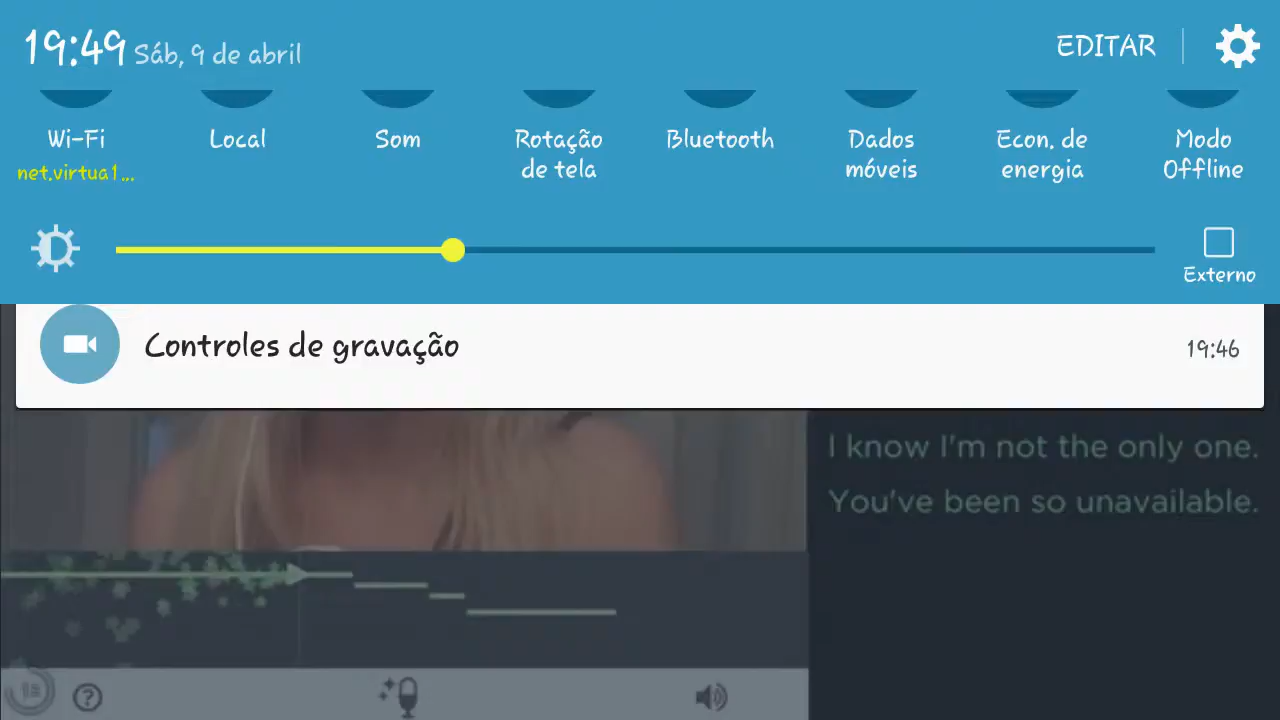 19:49 Sáb, 9 de abril EDITAR
Wi-Fi Local Som Rotação de tela Bluetooth Dados móveis Econ. de energia Modo Offline
net.virtua1...
Externo
Controles de gravação 19:46
I know I'm not the only one.
You've been so unavailable.